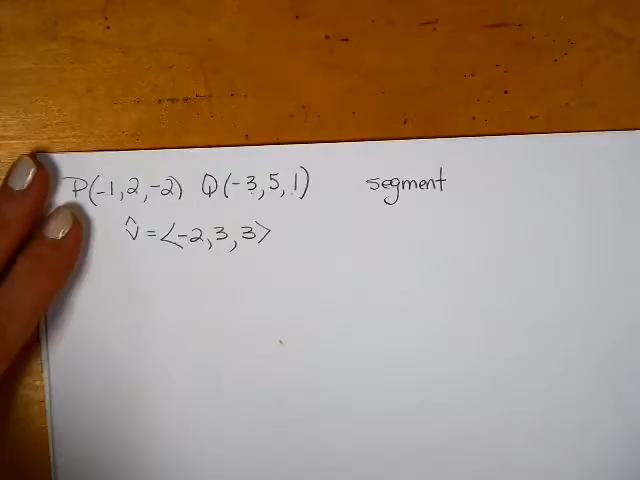 P(-1,2,-2) Q(-3,5,1) segment
v̂ = <-2,3,3>